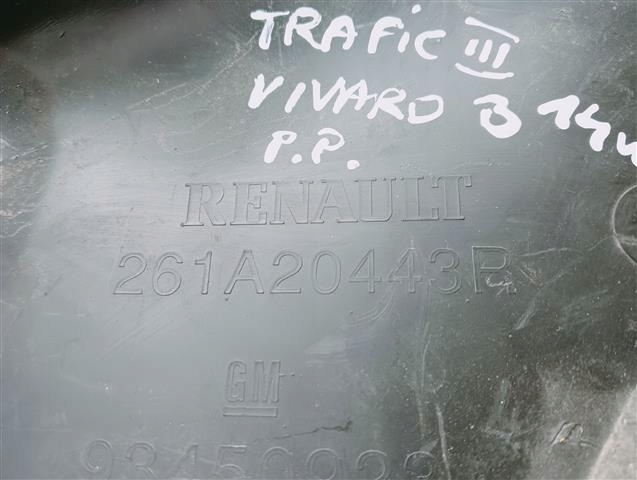 TRAFIC III
VIVARO B 14
P.P.
RENAULT
261A20443R
GM